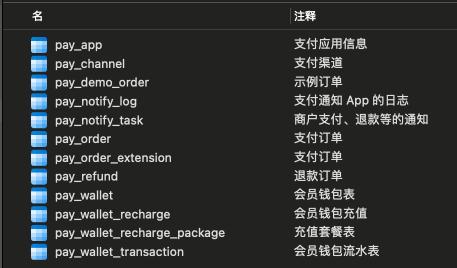 名 注释
pay_app 支付应用信息
pay_channel 支付渠道
pay_demo_order 示例订单
pay_notify_log 支付通知 App 的日志
pay_notify_task 商户支付、退款等的通知
pay_order 支付订单
pay_order_extension 支付订单
pay_refund 退款订单
pay_wallet 会员钱包表
pay_wallet_recharge 会员钱包充值
pay_wallet_recharge_package 充值套餐表
pay_wallet_transaction 会员钱包流水表